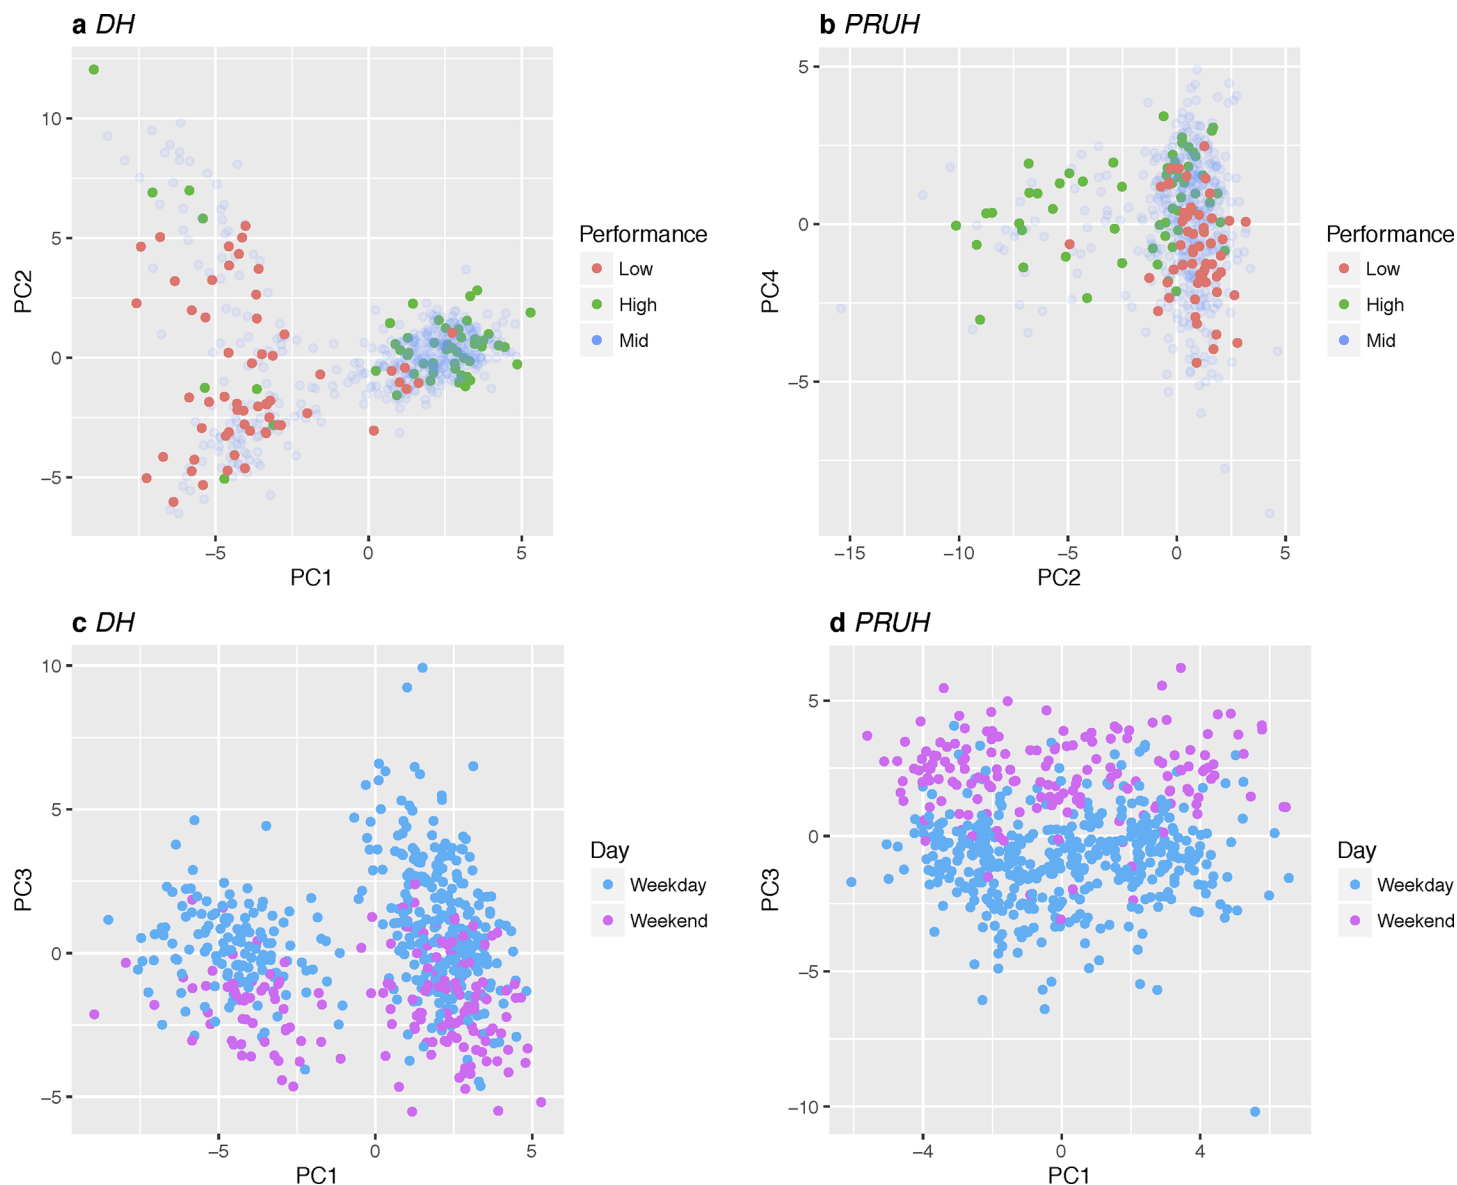 a DH
10
5
0
−5
PC2
−5
0
5
PC1
Performance
Low
High
Mid
b PRUH
5
0
−5
PC4
−15
−10
−5
0
5
PC2
Performance
Low
High
Mid
c DH
10
5
0
−5
PC3
−5
0
5
PC1
Day
Weekday
Weekend
d PRUH
5
0
−5
−10
PC3
−4
0
4
PC1
Day
Weekday
Weekend